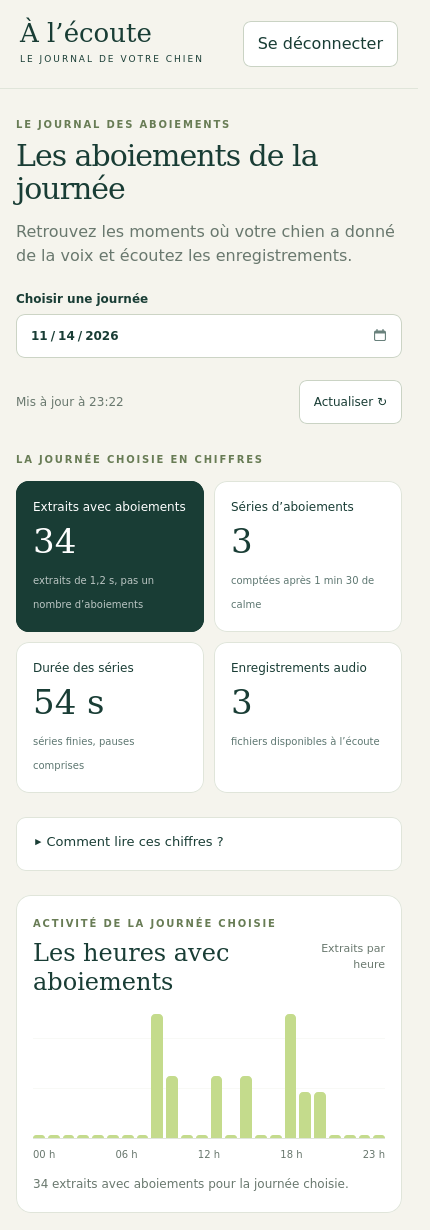 À l’écoute
LE JOURNAL DE VOTRE CHIEN
Se déconnecter
LE JOURNAL DES ABOIEMENTS
Les aboiements de la
journée
Retrouvez les moments où votre chien a donné
de la voix et écoutez les enregistrements.
Choisir une journée
11/14/2026
Mis à jour à 23:22
Actualiser ↻
LA JOURNÉE CHOISIE EN CHIFFRES
Extraits avec aboiements
34
extraits de 1,2 s, pas un
nombre d’aboiements
Séries d’aboiements
3
comptées après 1 min 30 de
calme
Durée des séries
54 s
séries finies, pauses
comprises
Enregistrements audio
3
fichiers disponibles à l’écoute
▸ Comment lire ces chiffres ?
ACTIVITÉ DE LA JOURNÉE CHOISIE
Les heures avec
aboiements
Extraits par
heure
00 h 06 h 12 h 18 h 23 h
34 extraits avec aboiements pour la journée choisie.